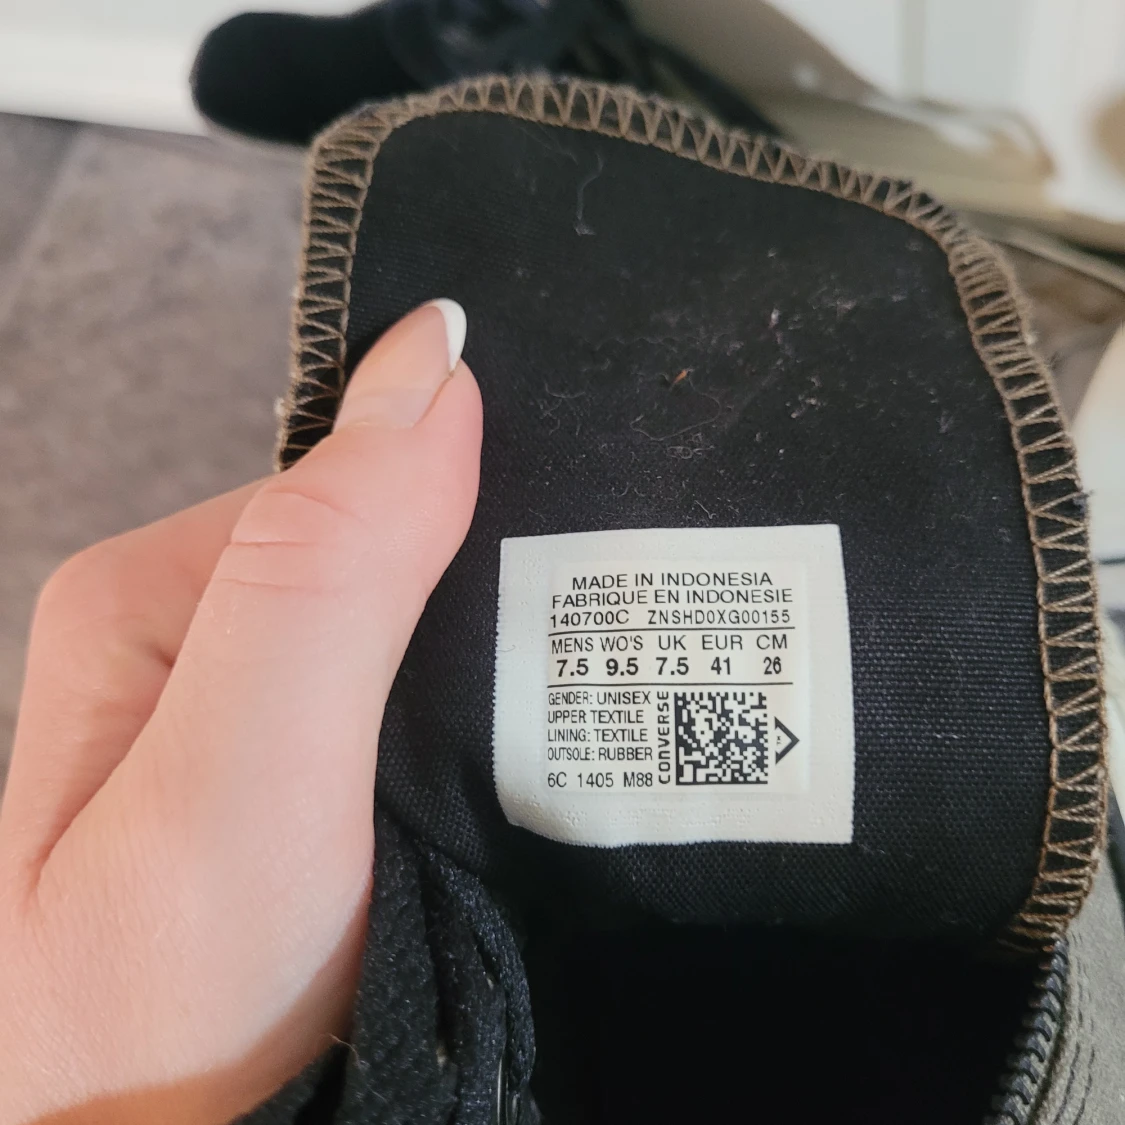 MADE IN INDONESIA
FABRIQUE EN INDONESIE
140700C ZNSHD0XG00155
MENS WO'S UK EUR CM
7.5 9.5 7.5 41 26
GENDER: UNISEX
UPPER TEXTILE
LINING: TEXTILE
OUTSOLE: RUBBER
6C 1405 M88
CONVERSE